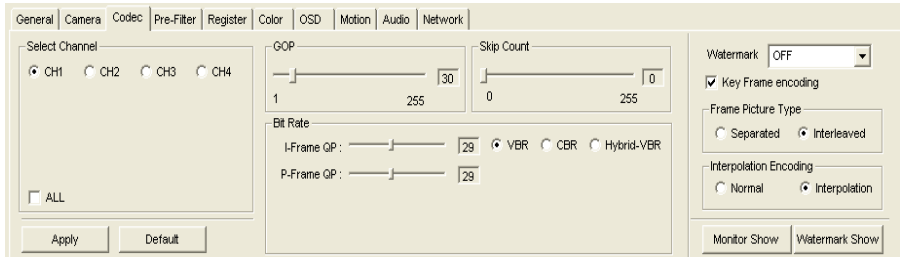 General Camera Codec Pre-Filter Register Color OSD Motion Audio Network
Select Channel
CH1 CH2 CH3 CH4
ALL
Apply Default
GOP
30
1 255
Skip Count
0
0 255
Bit Rate
I-Frame QP : 29 VBR CBR Hybrid-VBR
P-Frame QP : 29
Watermark OFF
Key Frame encoding
Frame Picture Type
Separated Interleaved
Interpolation Encoding
Normal Interpolation
Monitor Show Watermark Show